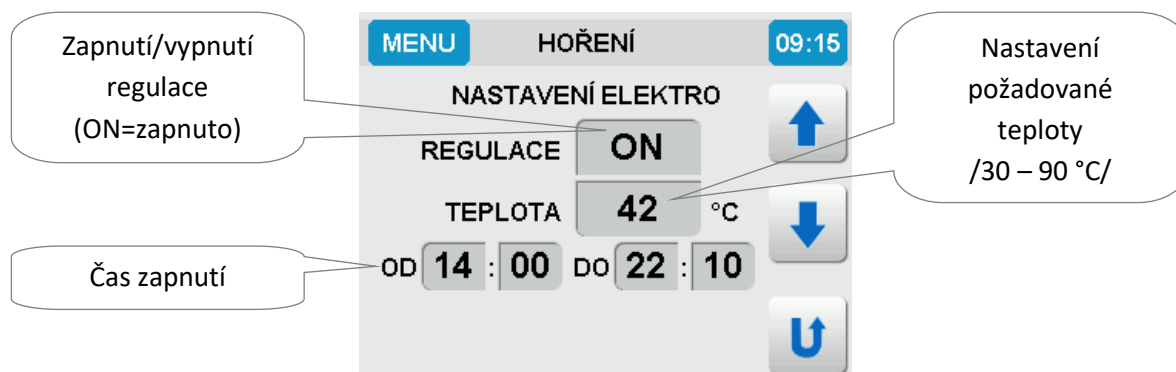 Zapnutí/vypnutí
regulace
(ON=zapnuto)
MENU HOŘENÍ 09:15
NASTAVENÍ ELEKTRO
REGULACE ON
TEPLOTA 42 °C
OD 14 : 00 DO 22 : 10
Nastavení
požadované
teploty
/30 – 90 °C/
Čas zapnutí